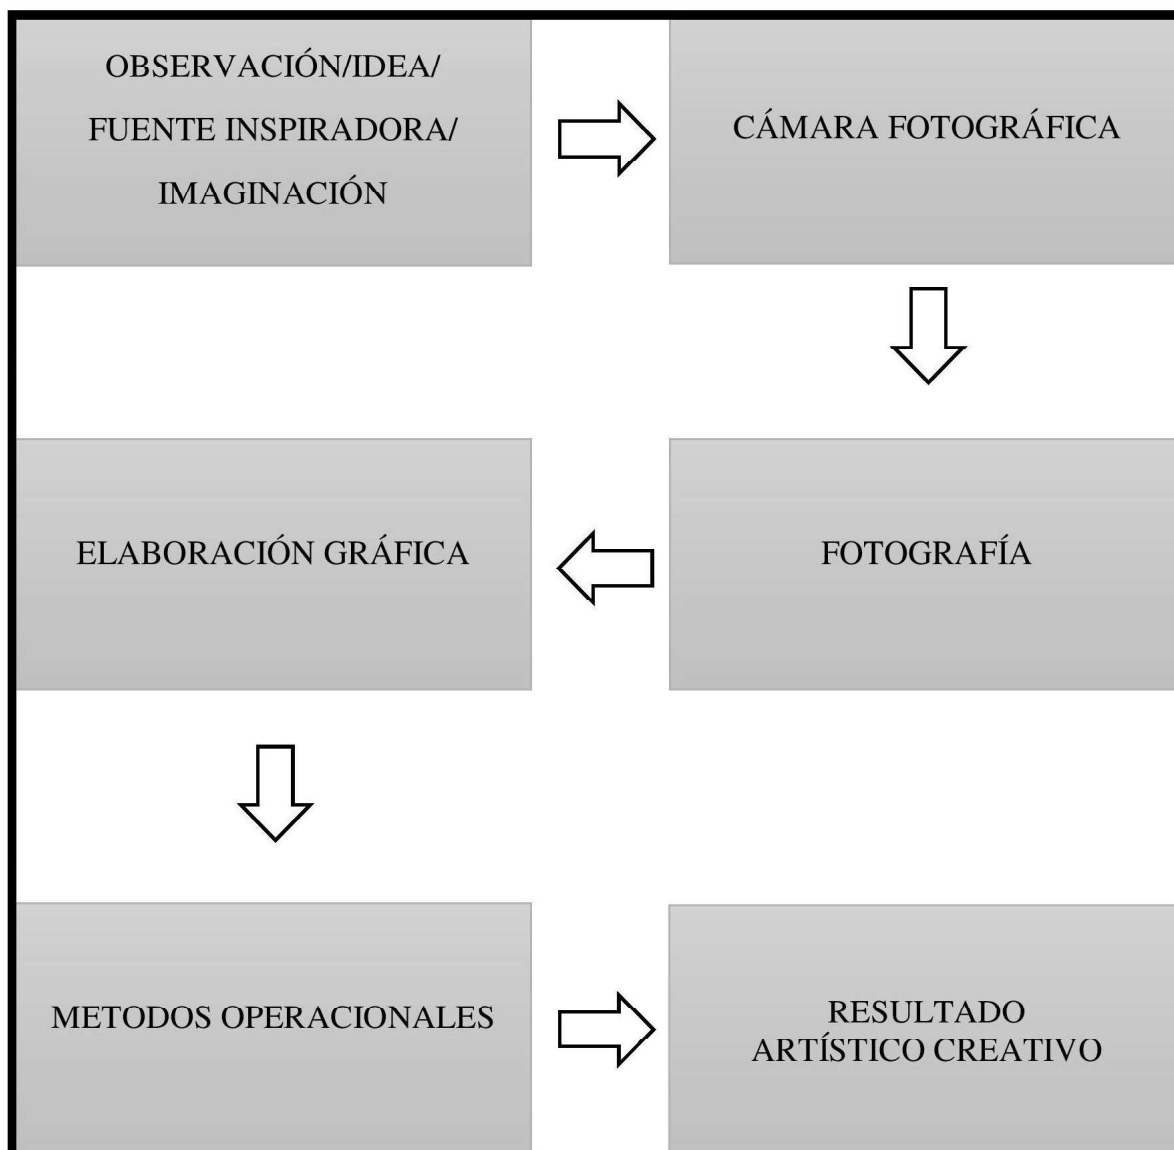 OBSERVACIÓN/IDEA/
FUENTE INSPIRADORA/
IMAGINACIÓN
CÁMARA FOTOGRÁFICA
FOTOGRAFÍA
ELABORACIÓN GRÁFICA
METODOS OPERACIONALES
RESULTADO
ARTÍSTICO CREATIVO